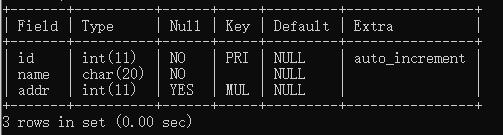 | Field | Type | Null | Key | Default | Extra |
| id | int(11) | NO | PRI | NULL | auto_increment |
| name | char(20) | NO | | NULL | |
| addr | int(11) | YES | MUL | NULL | |
3 rows in set (0.00 sec)